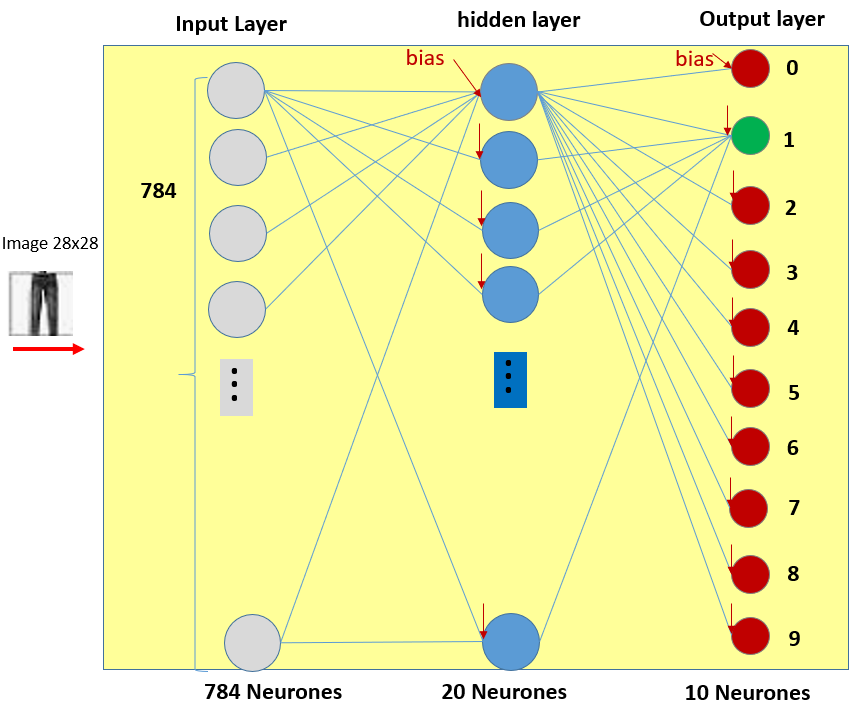 Input Layer
hidden layer
Output layer
bias
bias
0
1
2
3
4
5
6
7
8
9
784
Image 28x28
784 Neurones
20 Neurones
10 Neurones